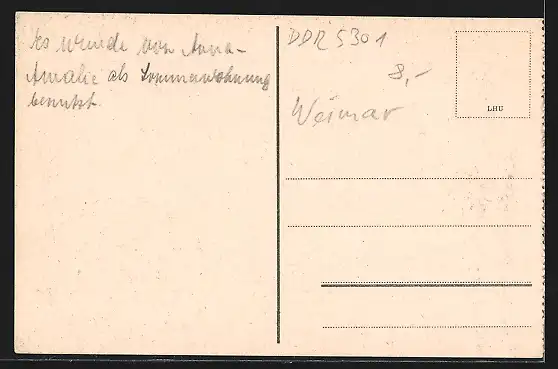 Es wurde von Anna-
Amalie als Sommerwohnung
benutzt.
DDR 5301
8,-
Weimar
LHU